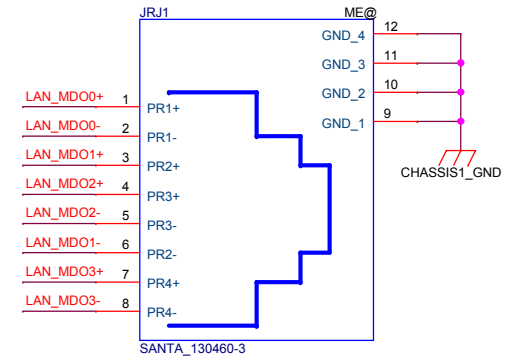 JRJ1 ME@
GND_4 12
GND_3 11
GND_2 10
GND_1 9
LAN_MDO0+ 1 PR1+
LAN_MDO0- 2 PR1-
LAN_MDO1+ 3 PR2+
LAN_MDO2+ 4 PR3+
LAN_MDO2- 5 PR3-
LAN_MDO1- 6 PR2-
LAN_MDO3+ 7 PR4+
LAN_MDO3- 8 PR4-
CHASSIS1_GND
SANTA_130460-3